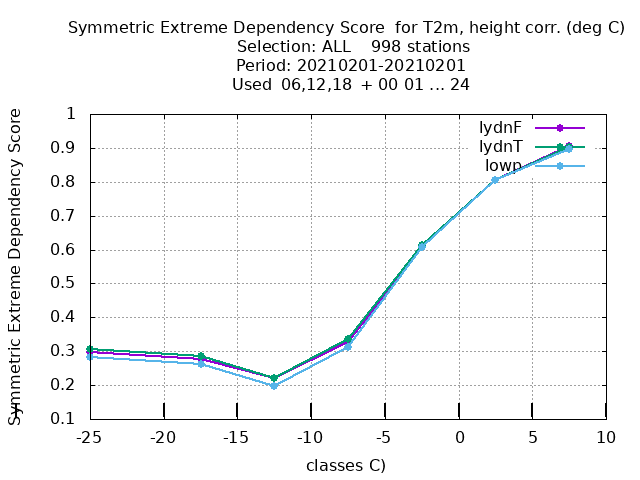 Symmetric Extreme Dependency Score for T2m, height corr. (deg C)
Selection: ALL 998 stations
Period: 20210201-20210201
Used 06,12,18 + 00 01 ... 24
Symmetric Extreme Dependency Score
1
0.9
0.8
0.7
0.6
0.5
0.4
0.3
0.2
0.1
lydnF
lydnT
lowp
-25 -20 -15 -10 -5 0 5 10
classes C)